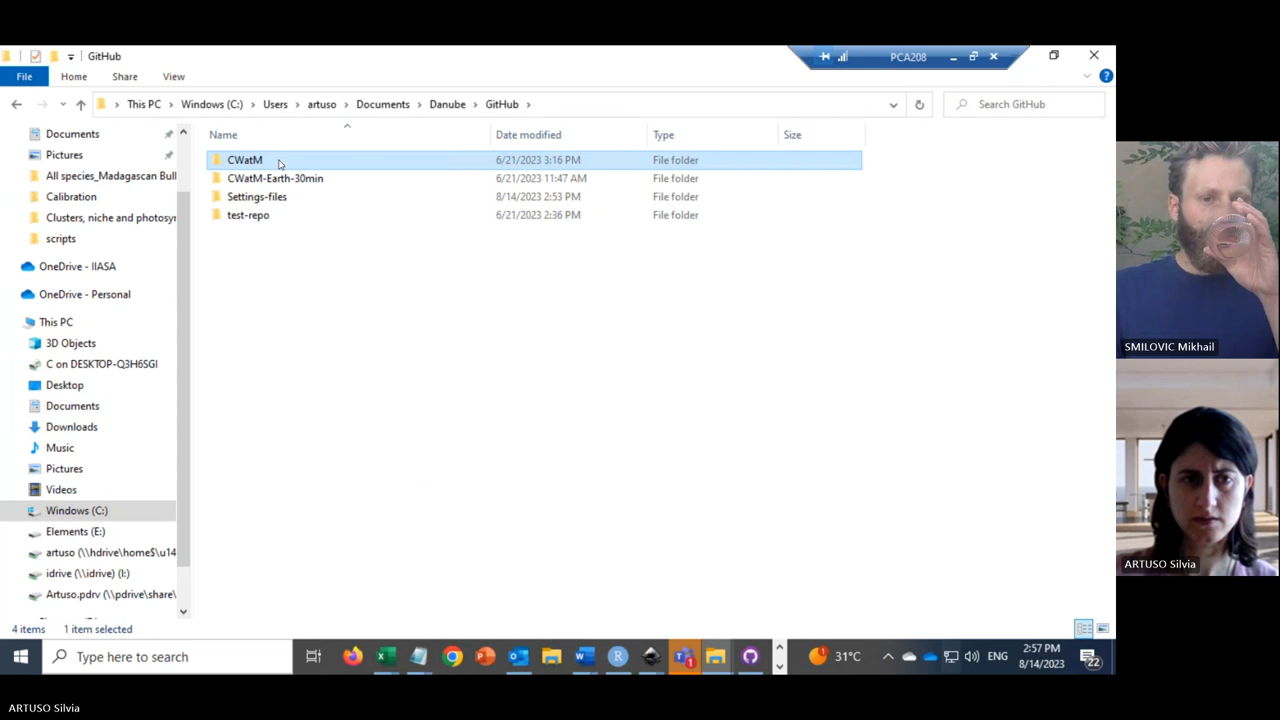 GitHub
PCA208
File
Home
Share
View
This PC
Windows (C:)
Users
artuso
Documents
Danube
GitHub
Search GitHub
Name
Date modified
Type
Size
CWatM
6/21/2023 3:16 PM
File folder
CWatM-Earth-30min
6/21/2023 11:47 AM
File folder
Settings-files
8/14/2023 2:53 PM
File folder
test-repo
6/21/2023 2:36 PM
File folder
Documents
Pictures
All species_Madagascan Bull
Calibration
Clusters, niche and photosyr
scripts
OneDrive - IIASA
OneDrive - Personal
This PC
3D Objects
C on DESKTOP-Q3H6SGI
Desktop
Documents
Downloads
Music
Pictures
Videos
Windows (C:)
Elements (E:)
artuso (\\hdrive\home$\u14
idrive (\\idrive) (I:)
Artuso.pdrv (\\pdrive\share\
4 items
1 item selected
SMILOVIC Mikhail
ARTUSO Silvia
Type here to search
1
31°C
ENG
2:57 PM
8/14/2023
22
ARTUSO Silvia